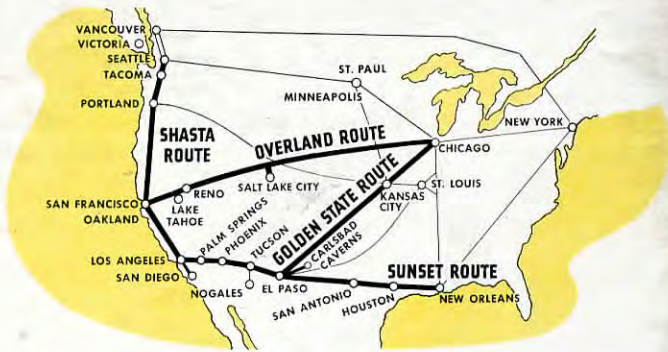 VANCOUVER
VICTORIA
SEATTLE
TACOMA
PORTLAND
ST. PAUL
MINNEAPOLIS
NEW YORK
SHASTA
ROUTE
OVERLAND ROUTE
CHICAGO
SALT LAKE CITY
RENO
LAKE
TAHOE
GOLDEN STATE ROUTE
ST. LOUIS
KANSAS
CITY
SAN FRANCISCO
OAKLAND
PALM SPRINGS
PHOENIX
TUCSON
CARLSBAD
CAVERNS
LOS ANGELES
SAN DIEGO
NOGALES
EL PASO
SUNSET ROUTE
SAN ANTONIO
HOUSTON
NEW ORLEANS